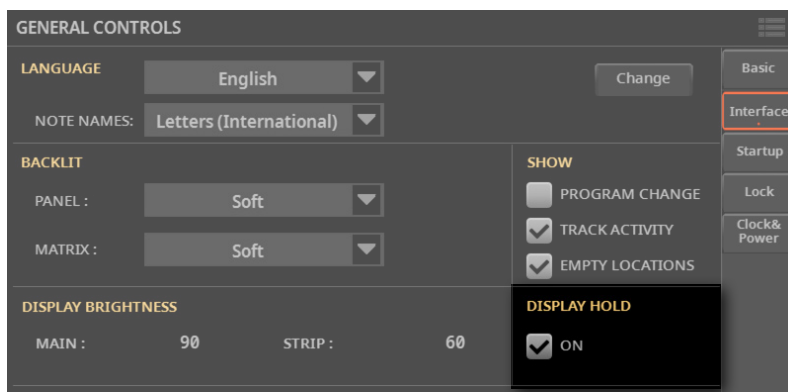 GENERAL CONTROLS
LANGUAGE
English
Change
NOTE NAMES:
Letters (International)
BACKLIT
PANEL :
Soft
MATRIX :
Soft
SHOW
PROGRAM CHANGE
TRACK ACTIVITY
EMPTY LOCATIONS
DISPLAY BRIGHTNESS
MAIN :
90
STRIP :
60
DISPLAY HOLD
ON
Basic
Interface
Startup
Lock
Clock&
Power